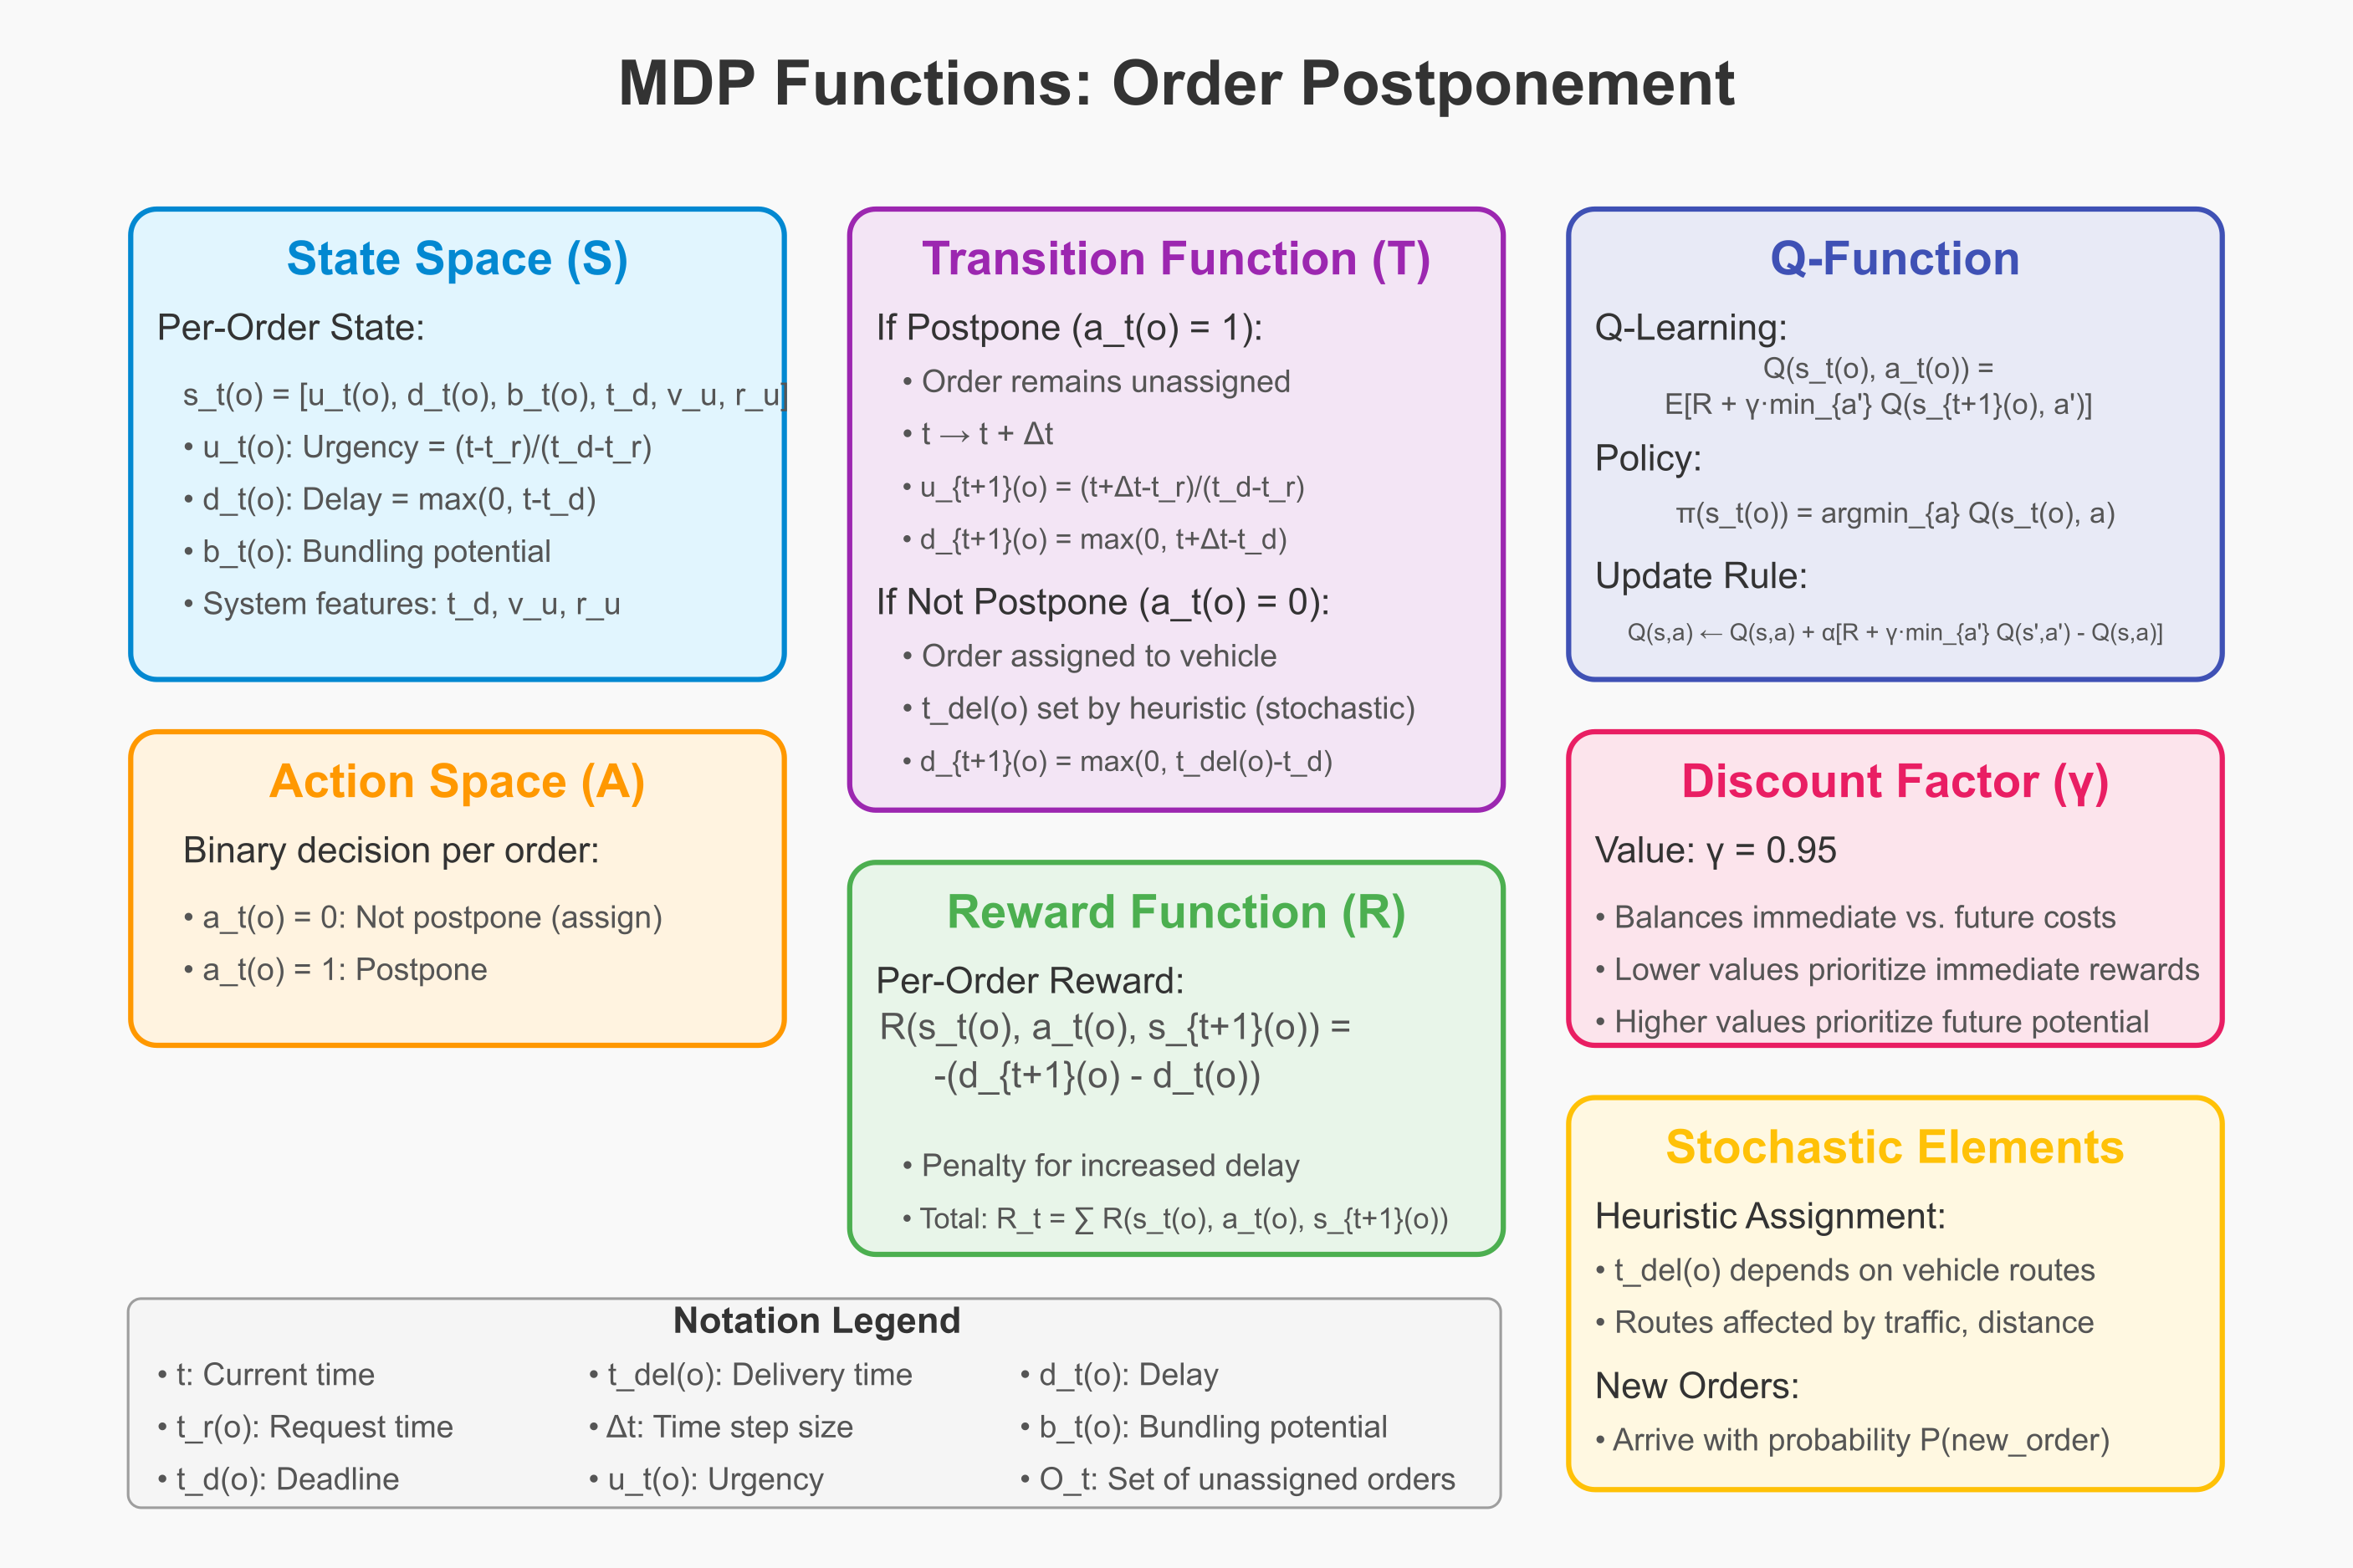 MDP Functions: Order Postponement
State Space (S)
Per-Order State:
s_t(o) = [u_t(o), d_t(o), b_t(o), t_d, v_u, r_u]
• u_t(o): Urgency = (t-t_r)/(t_d-t_r)
• d_t(o): Delay = max(0, t-t_d)
• b_t(o): Bundling potential
• System features: t_d, v_u, r_u
Action Space (A)
Binary decision per order:
• a_t(o) = 0: Not postpone (assign)
• a_t(o) = 1: Postpone
Transition Function (T)
If Postpone (a_t(o) = 1):
• Order remains unassigned
• t → t + Δt
• u_{t+1}(o) = (t+Δt-t_r)/(t_d-t_r)
• d_{t+1}(o) = max(0, t+Δt-t_d)
If Not Postpone (a_t(o) = 0):
• Order assigned to vehicle
• t_del(o) set by heuristic (stochastic)
• d_{t+1}(o) = max(0, t_del(o)-t_d)
Reward Function (R)
Per-Order Reward:
R(s_t(o), a_t(o), s_{t+1}(o)) =
-(d_{t+1}(o) - d_t(o))
• Penalty for increased delay
• Total: R_t = ∑ R(s_t(o), a_t(o), s_{t+1}(o))
Q-Function
Q-Learning:
Q(s_t(o), a_t(o)) =
E[R + γ·min_{a'} Q(s_{t+1}(o), a')]
Policy:
π(s_t(o)) = argmin_{a} Q(s_t(o), a)
Update Rule:
Q(s,a) ← Q(s,a) + α[R + γ·min_{a'} Q(s',a') - Q(s,a)]
Discount Factor (γ)
Value: γ = 0.95
• Balances immediate vs. future costs
• Lower values prioritize immediate rewards
• Higher values prioritize future potential
Stochastic Elements
Heuristic Assignment:
• t_del(o) depends on vehicle routes
• Routes affected by traffic, distance
New Orders:
• Arrive with probability P(new_order)
Notation Legend
• t: Current time
• t_r(o): Request time
• t_d(o): Deadline
• t_del(o): Delivery time
• Δt: Time step size
• u_t(o): Urgency
• d_t(o): Delay
• b_t(o): Bundling potential
• O_t: Set of unassigned orders